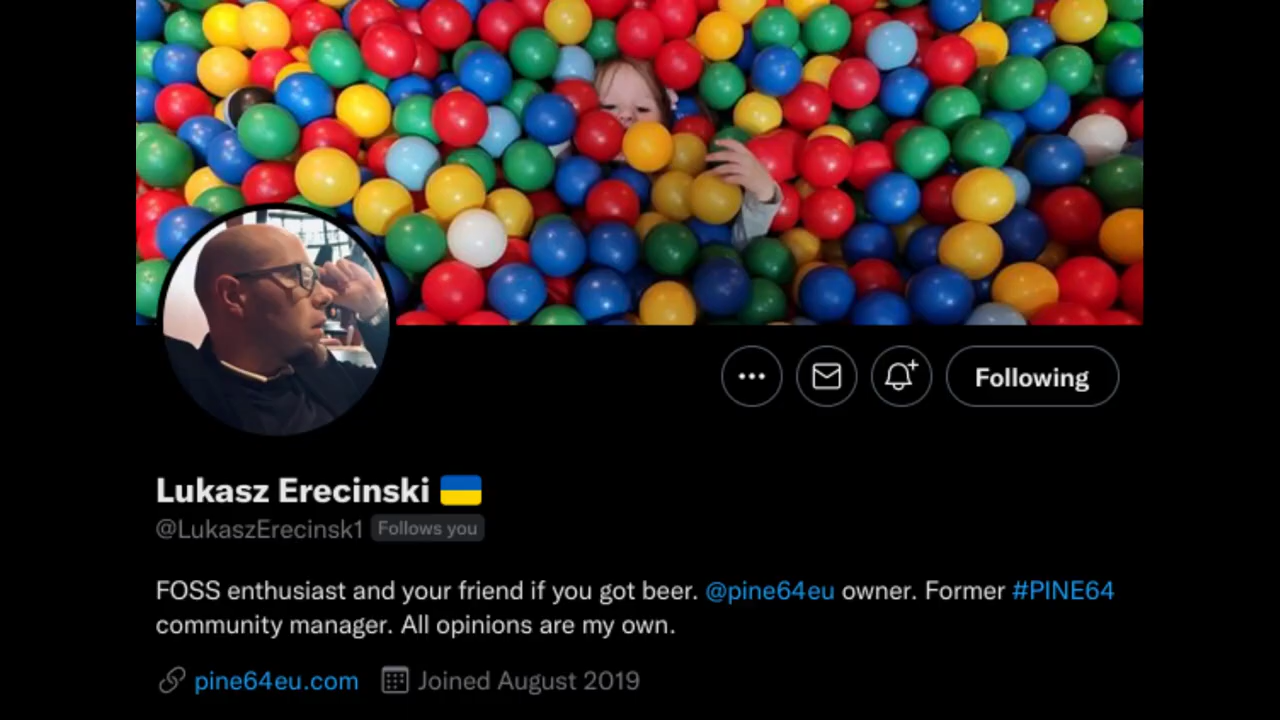 Following
Lukasz Erecinski 🇺🇦
@LukaszErecinsk1 Follows you
FOSS enthusiast and your friend if you got beer. @pine64eu owner. Former #PINE64
community manager. All opinions are my own.
pine64eu.com Joined August 2019